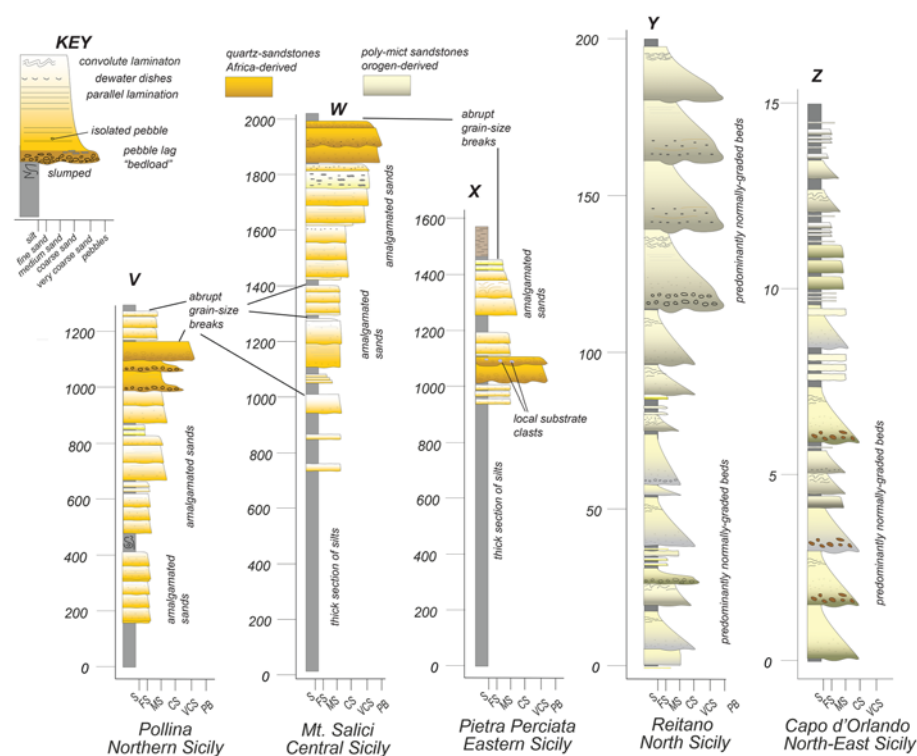 KEY
convolute laminaton
dewater dishes
parallel lamination
isolated pebble
pebble lag
"bedload"
slumped
silt
fine sand
medium sand
coarse sand
very coarse sand
pebbles
quartz-sandstones
Africa-derived
poly-mict sandstones
orogen-derived
V
abrupt
grain-size
breaks
1200
1000
800
600
400
200
0
amalgamated sands
amalgamated
sands
S
FS
MS
CS
VCS
PB
Pollina
Northern Sicily
W
2000
1800
1600
1400
1200
1000
800
600
400
200
0
amalgamated sands
amalgamated
sands
thick section of silts
S
FS
MS
CS
VCS
PB
Mt. Salici
Central Sicily
abrupt
grain-size
breaks
X
1600
1400
1200
1000
800
600
400
200
0
amalgamated
sands
local substrate
clasts
thick section of silts
S
FS
MS
CS
VCS
PB
Pietra Perciata
Eastern Sicily
Y
200
150
100
50
0
predominantly normally-graded beds
predominantly normally-graded beds
S
FS
MS
CS
VCS
PB
Reitano
North Sicily
Z
15
10
5
0
predominantly normally-graded beds
S
FS
MS
CS
VCS
PB
Capo d'Orlando
North-East Sicily